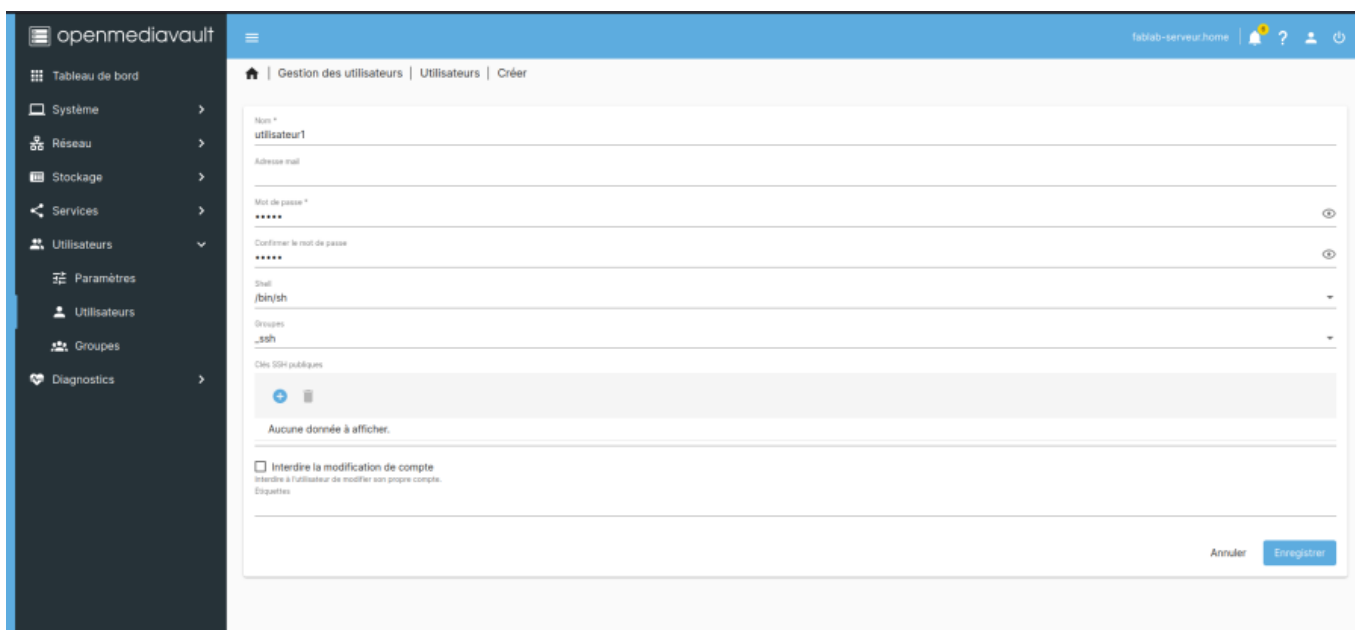 openmediavault
fablab-serveur.home
Tableau de bord
Système
Réseau
Stockage
Services
Utilisateurs
Paramètres
Utilisateurs
Groupes
Diagnostics
| Gestion des utilisateurs | Utilisateurs | Créer
Nom *
utilisateur1
Adresse mail
Mot de passe *
•••••
Confirmer le mot de passe
•••••
Shell
/bin/sh
Groupes
_ssh
Clés SSH publiques
Aucune donnée à afficher.
Interdire la modification de compte
Interdire à l'utilisateur de modifier son propre compte.
Etiquettes
Annuler
Enregistrer